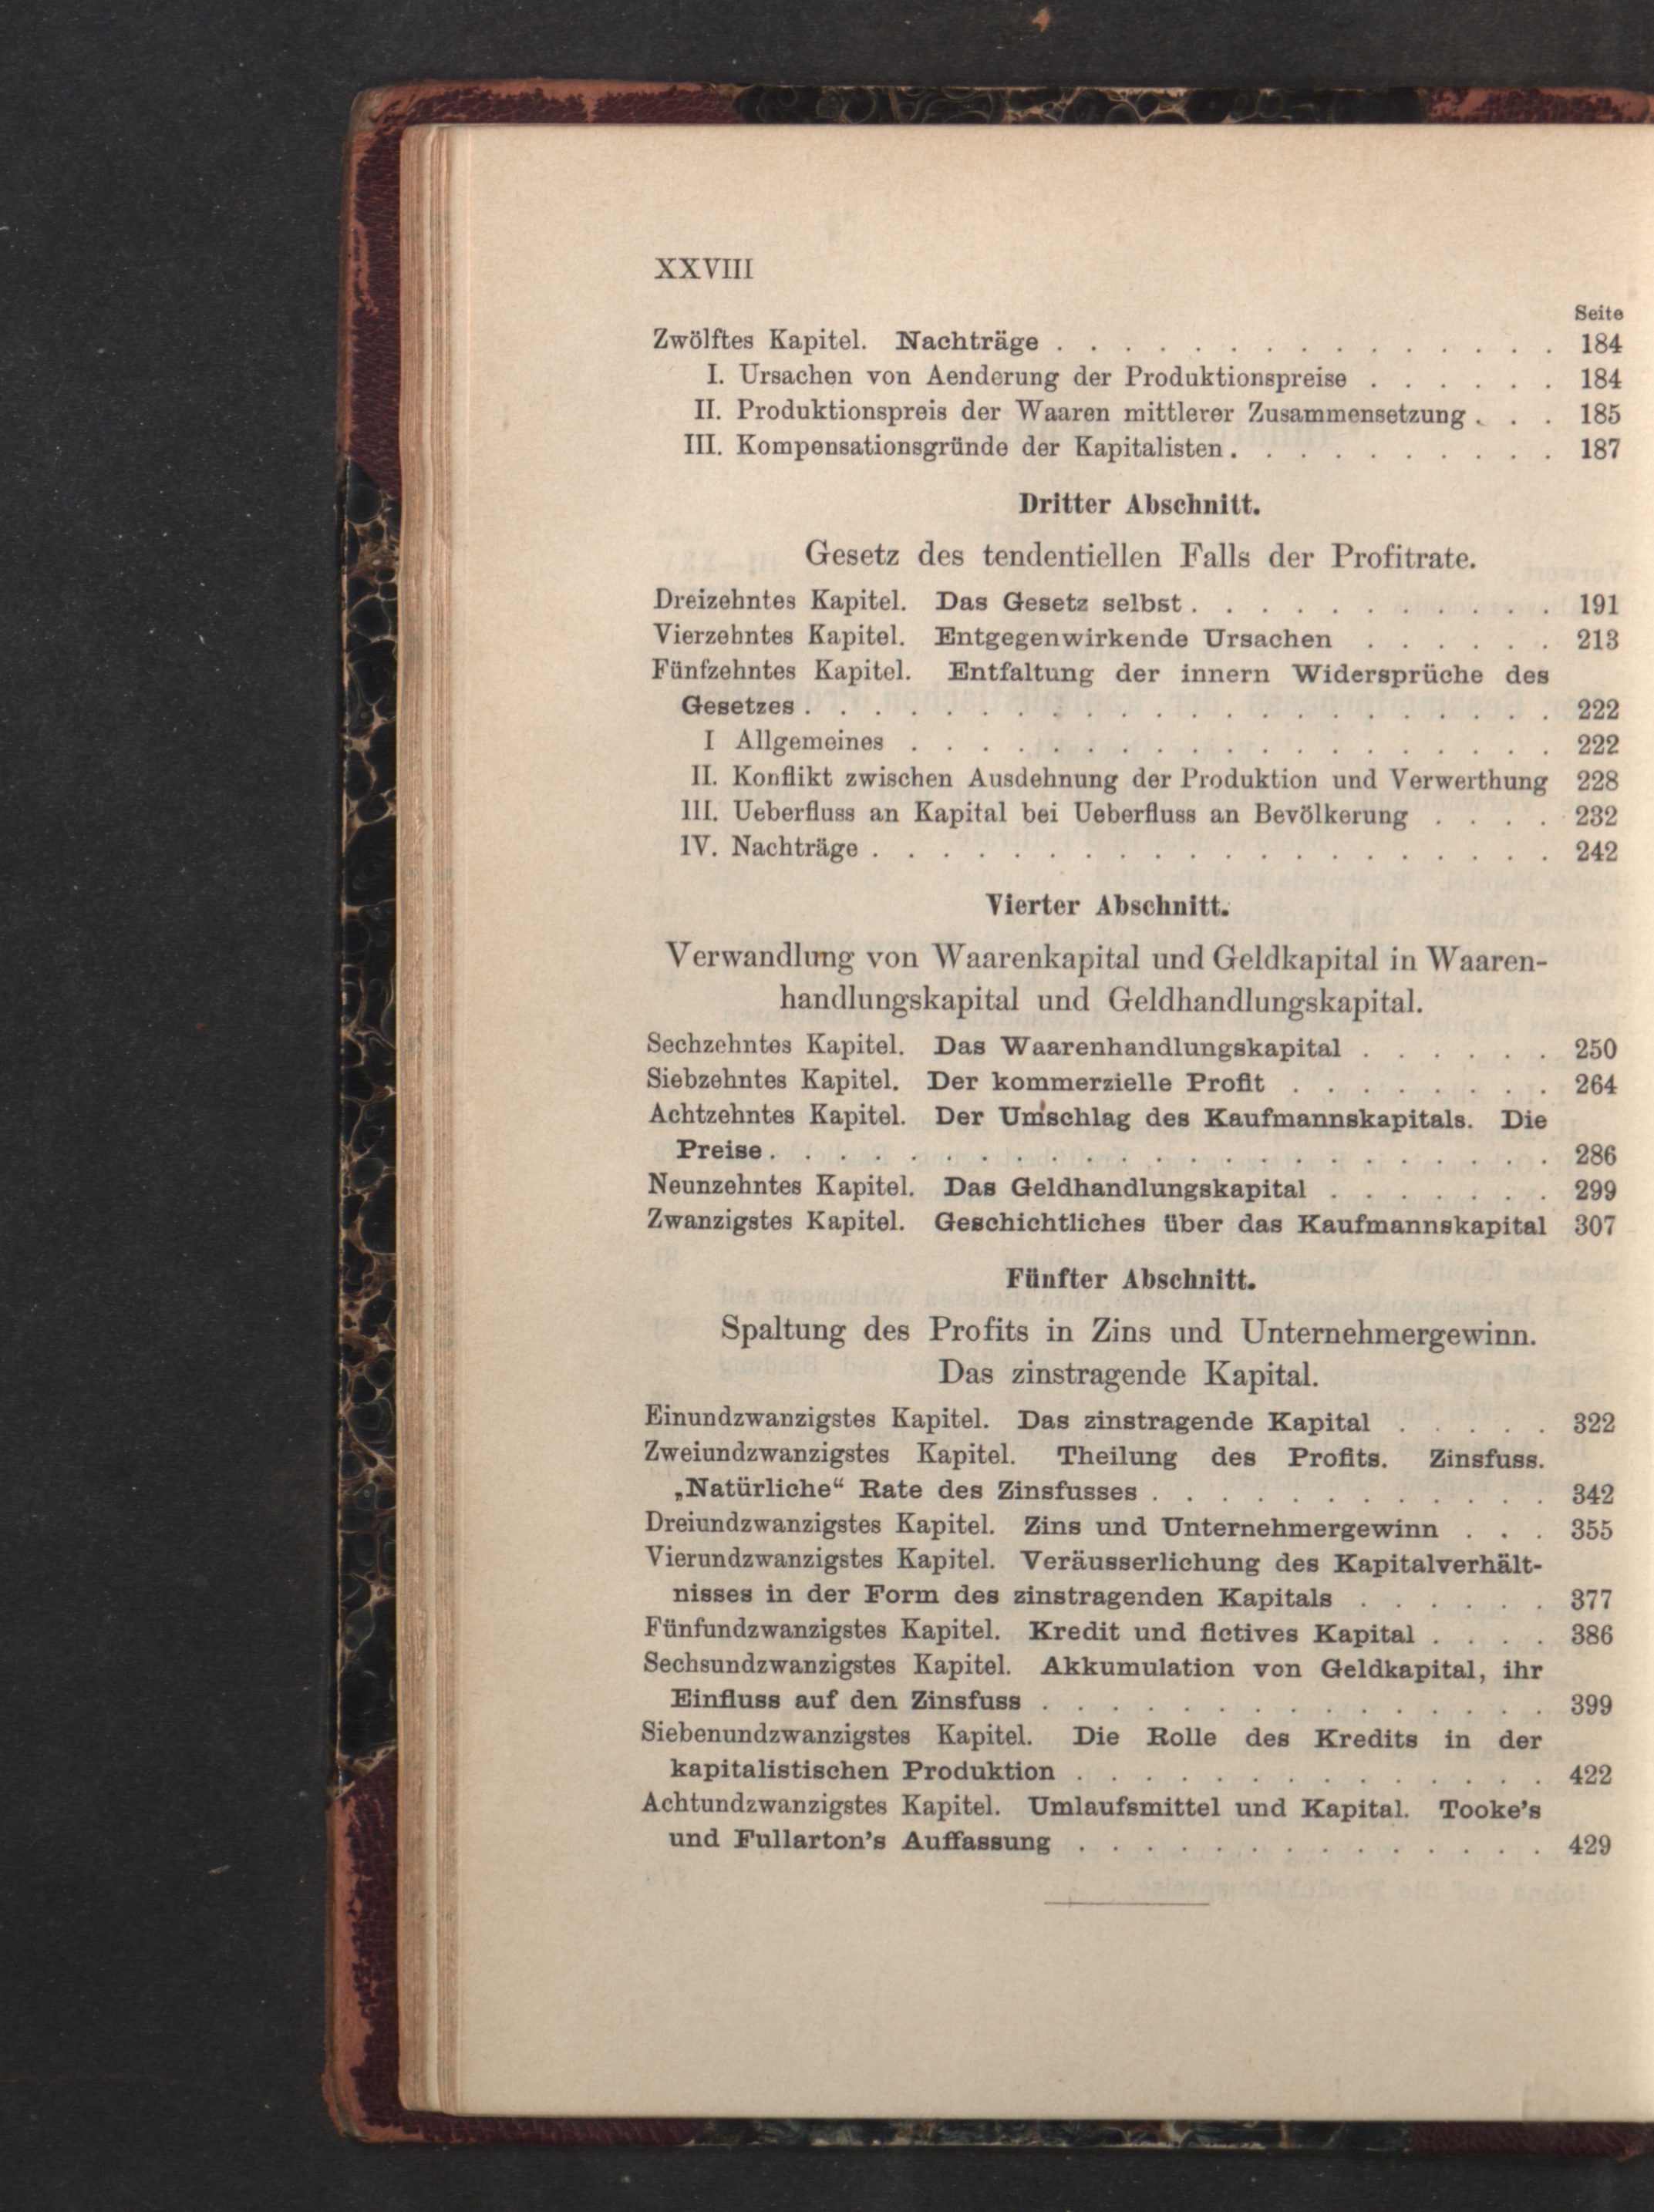 XXVIII
Seite
Zwölftes Kapitel. Nachträge . . . . . . . . . . . . . . . 184
I. Ursachen von Aenderung der Produktionspreise . . . . . . 184
II. Produktionspreis der Waaren mittlerer Zusammensetzung . . . 185
III. Kompensationsgründe der Kapitalisten . . . . . . . . . . 187
Dritter Abschnitt.
Gesetz des tendentiellen Falls der Profitrate.
Dreizehntes Kapitel. Das Gesetz selbst . . . . . . . . . . . 191
Vierzehntes Kapitel. Entgegenwirkende Ursachen . . . . . . 213
Fünfzehntes Kapitel. Entfaltung der innern Widersprüche des
Gesetzes . . . . . . . . . . . . . . . . . . . . . . 222
I Allgemeines . . . . . . . . . . . . . . . . . . . 222
II. Konflikt zwischen Ausdehnung der Produktion und Verwerthung 228
III. Ueberfluss an Kapital bei Ueberfluss an Bevölkerung . . . . 232
IV. Nachträge . . . . . . . . . . . . . . . . . . . . 242
Vierter Abschnitt.
Verwandlung von Waarenkapital und Geldkapital in Waaren-
handlungskapital und Geldhandlungskapital.
Sechzehntes Kapitel. Das Waarenhandlungskapital . . . . . . 250
Siebzehntes Kapitel. Der kommerzielle Profit . . . . . . . . 264
Achtzehntes Kapitel. Der Umschlag des Kaufmannskapitals. Die
Preise . . . . . . . . . . . . . . . . . . . . . . . 286
Neunzehntes Kapitel. Das Geldhandlungskapital . . . . . . . 299
Zwanzigstes Kapitel. Geschichtliches über das Kaufmannskapital 307
Fünfter Abschnitt.
Spaltung des Profits in Zins und Unternehmergewinn.
Das zinstragende Kapital.
Einundzwanzigstes Kapitel. Das zinstragende Kapital . . . . . 322
Zweiundzwanzigstes Kapitel. Theilung des Profits. Zinsfuss.
„Natürliche“ Rate des Zinsfusses . . . . . . . . . . . . 342
Dreiundzwanzigstes Kapitel. Zins und Unternehmergewinn . . . 355
Vierundzwanzigstes Kapitel. Veräusserlichung des Kapitalverhält-
nisses in der Form des zinstragenden Kapitals . . . . . . 377
Fünfundzwanzigstes Kapitel. Kredit und fictives Kapital . . . . 386
Sechsundzwanzigstes Kapitel. Akkumulation von Geldkapital, ihr
Einfluss auf den Zinsfuss . . . . . . . . . . . . . . . 399
Siebenundzwanzigstes Kapitel. Die Rolle des Kredits in der
kapitalistischen Produktion . . . . . . . . . . . . . . 422
Achtundzwanzigstes Kapitel. Umlaufsmittel und Kapital. Tooke's
und Fullarton's Auffassung . . . . . . . . . . . . . . 429